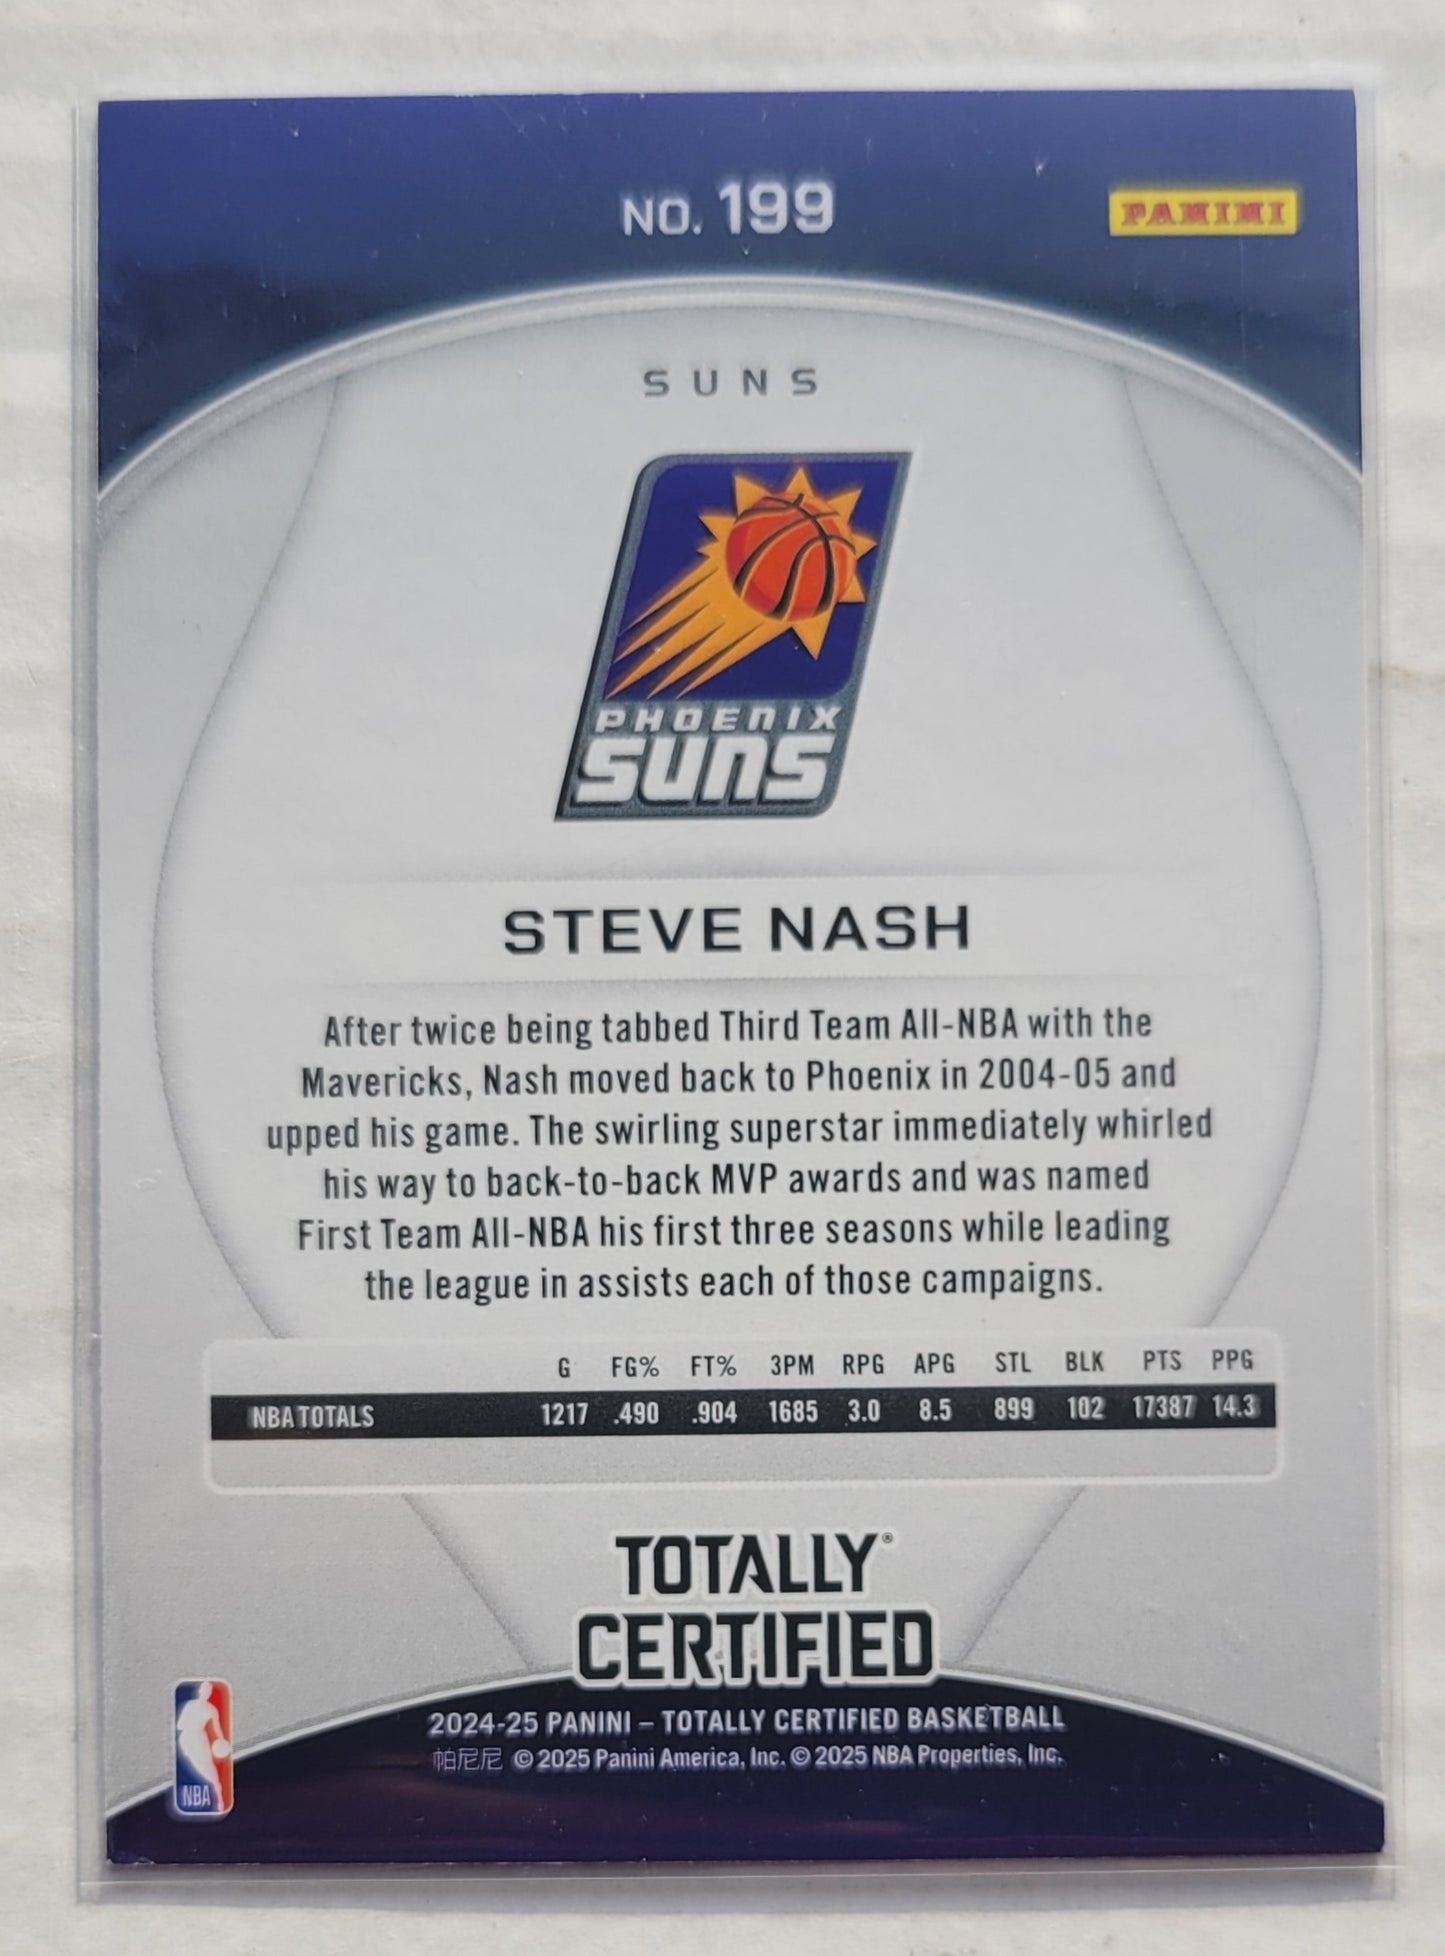 NO. 199
PANINI
SUNS
PHOENIX
SUNS
STEVE NASH
After twice being tabbed Third Team All-NBA with the
Mavericks, Nash moved back to Phoenix in 2004-05 and
upped his game. The swirling superstar immediately whirled
his way to back-to-back MVP awards and was named
First Team All-NBA his first three seasons while leading
the league in assists each of those campaigns.
G FG% FT% 3PM RPG APG STL BLK PTS PPG
NBA TOTALS 1217 .490 .904 1685 3.0 8.5 899 102 17387 14.3
TOTALLY®
CERTIFIED
2024-25 PANINI – TOTALLY CERTIFIED BASKETBALL
帕尼尼 © 2025 Panini America, Inc. © 2025 NBA Properties, Inc.
NBA